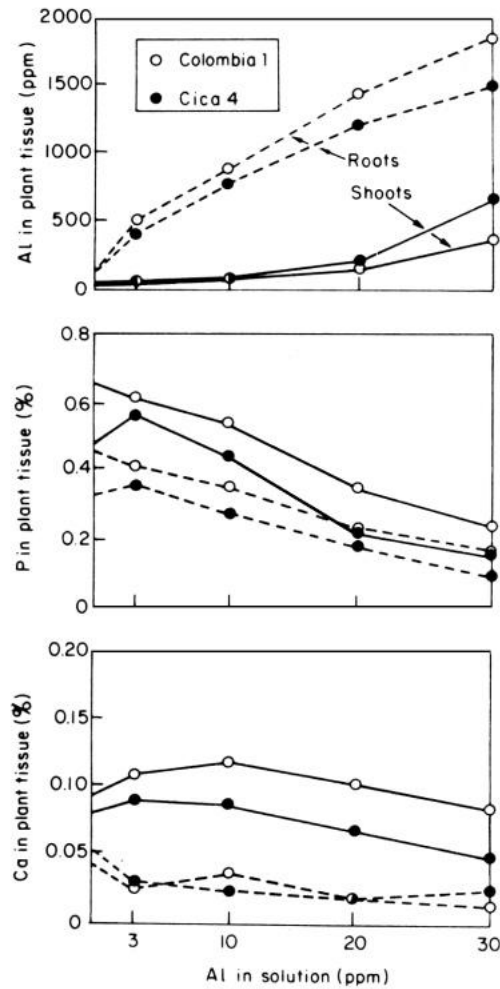 2000
1500
1000
500
0
Al in plant tissue (ppm)
Colombia 1
Cica 4
Roots
Shoots
0.8
0.6
0.4
0.2
0
P in plant tissue (%)
0.20
0.15
0.10
0.05
0
Ca in plant tissue (%)
3 10 20 30
Al in solution (ppm)